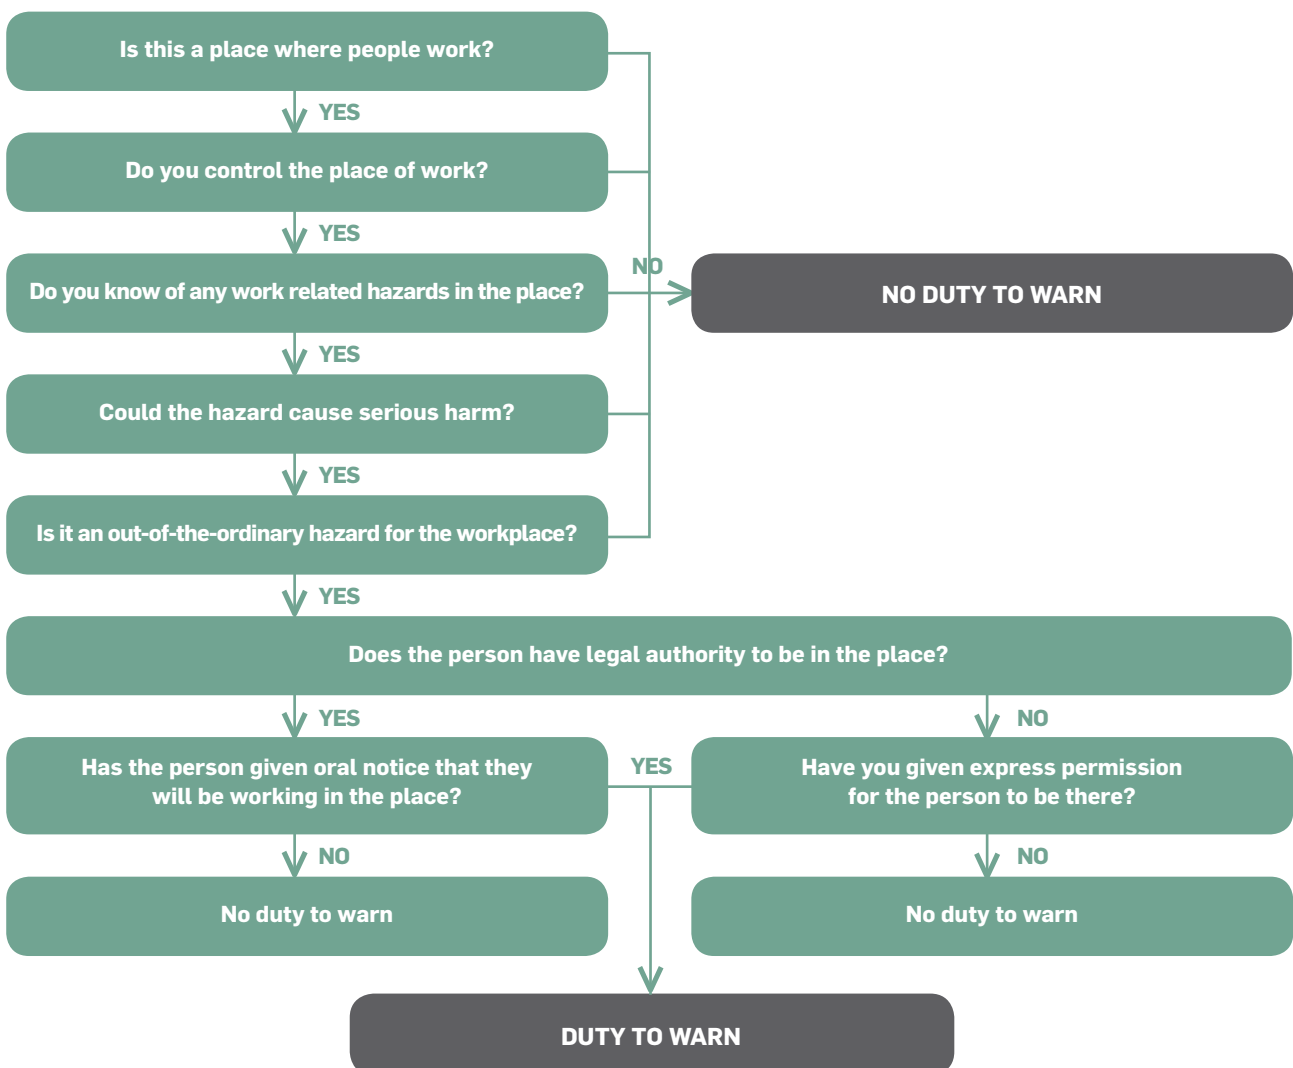 Is this a place where people work?
YES
Do you control the place of work?
YES
NO
Do you know of any work related hazards in the place?
NO DUTY TO WARN
YES
Could the hazard cause serious harm?
YES
Is it an out-of-the-ordinary hazard for the workplace?
YES
Does the person have legal authority to be in the place?
YES
NO
Has the person given oral notice that they
will be working in the place?
YES
Have you given express permission
for the person to be there?
NO
NO
No duty to warn
No duty to warn
DUTY TO WARN